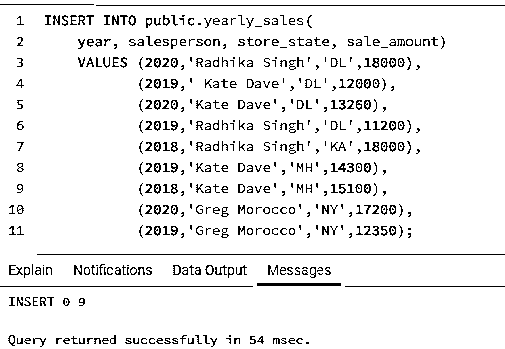 1 INSERT INTO public.yearly_sales(
2 year, salesperson, store_state, sale_amount)
3 VALUES (2020,'Radhika Singh','DL',18000),
4 (2019,' Kate Dave','DL',12000),
5 (2020,'Kate Dave','DL',13260),
6 (2019,'Radhika Singh','DL',11200),
7 (2018,'Radhika Singh','KA',18000),
8 (2019,'Kate Dave','MH',14300),
9 (2018,'Kate Dave','MH',15100),
10 (2020,'Greg Morocco','NY',17200),
11 (2019,'Greg Morocco','NY',12350);
Explain Notifications Data Output Messages
INSERT 0 9
Query returned successfully in 54 msec.